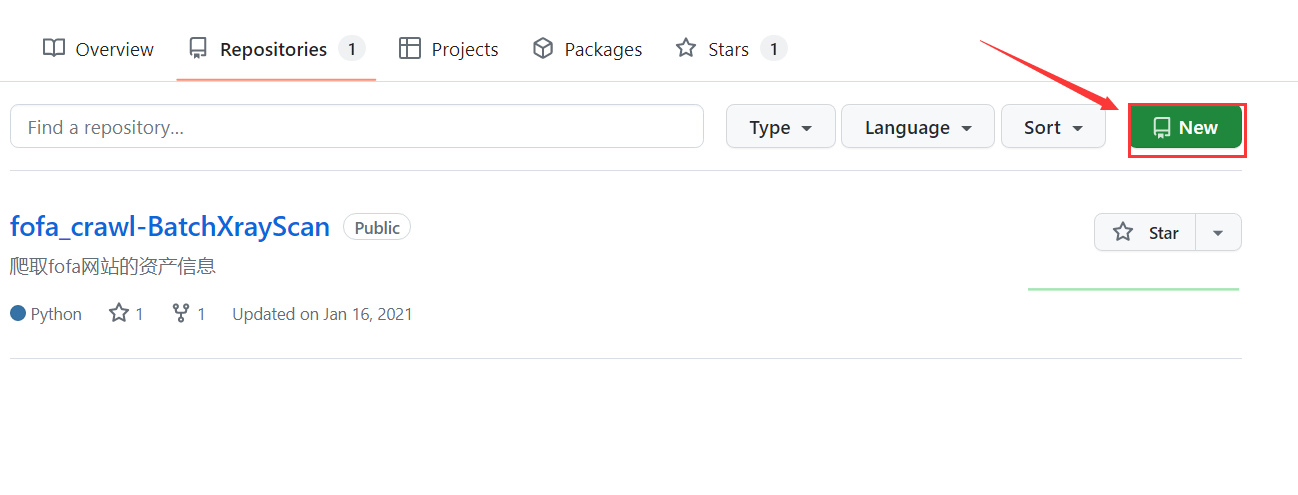 Overview Repositories 1 Projects Packages Stars 1
Find a repository... Type Language Sort New
fofa_crawl-BatchXrayScan Public Star
爬取fofa网站的资产信息
Python 1 1 Updated on Jan 16, 2021